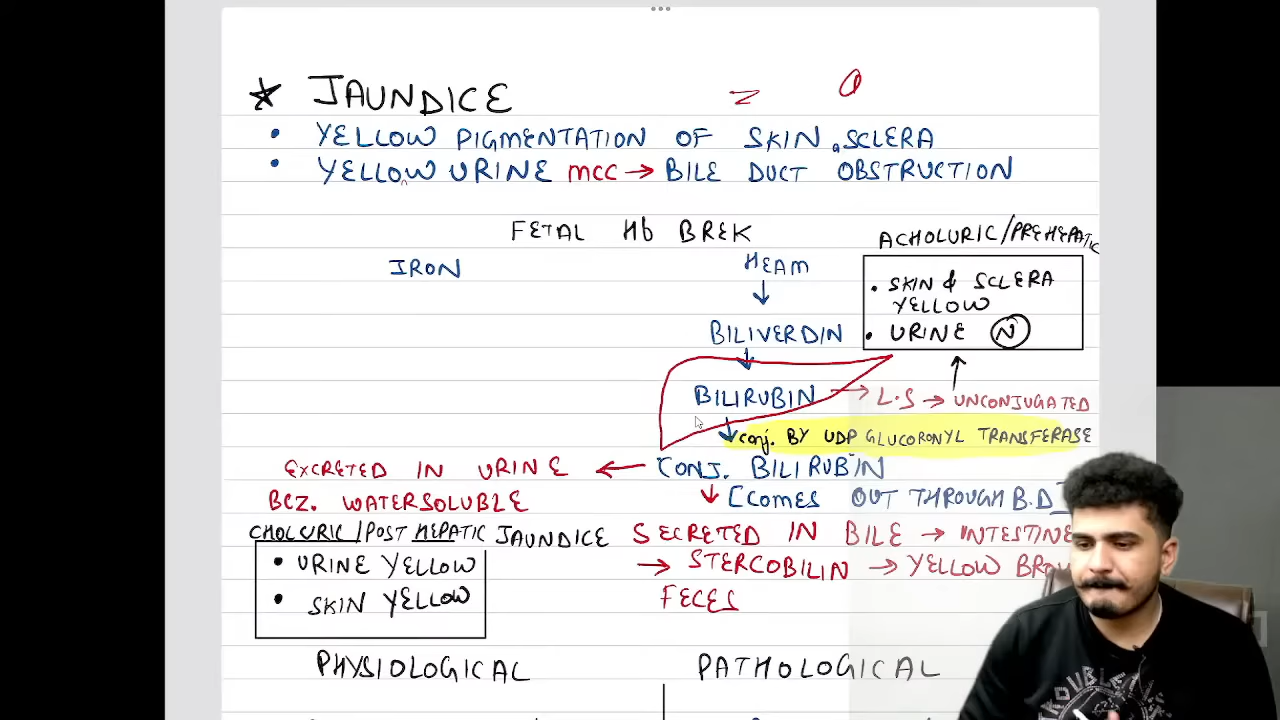 ★ JAUNDICE
• YELLOW PIGMENTATION OF SKIN & SCLERA
• YELLOW URINE MCC → BILE DUCT OBSTRUCTION
FETAL Hb BREK
IRON
HEAM
↓
BILIVERDIN
↓
BILIRUBIN → L.S → UNCONJUGATED
↓ conj. BY UDP GLUCORONYL TRANSFERASE
ACHOLURIC/PREHEPATIC
• SKIN & SCLERA
YELLOW
• URINE N
EXCRETED IN URINE ← CONJ. BILIRUBIN
BCZ. WATERSOLUBLE
↓ [COMES OUT THROUGH B.D]
CHOLURIC/POST HEPATIC JAUNDICE
• URINE YELLOW
• SKIN YELLOW
SECRETED IN BILE → INTESTINE
→ STERCOBILIN → YELLOW
FECES
PHYSIOLOGICAL
PATHOLOGICAL